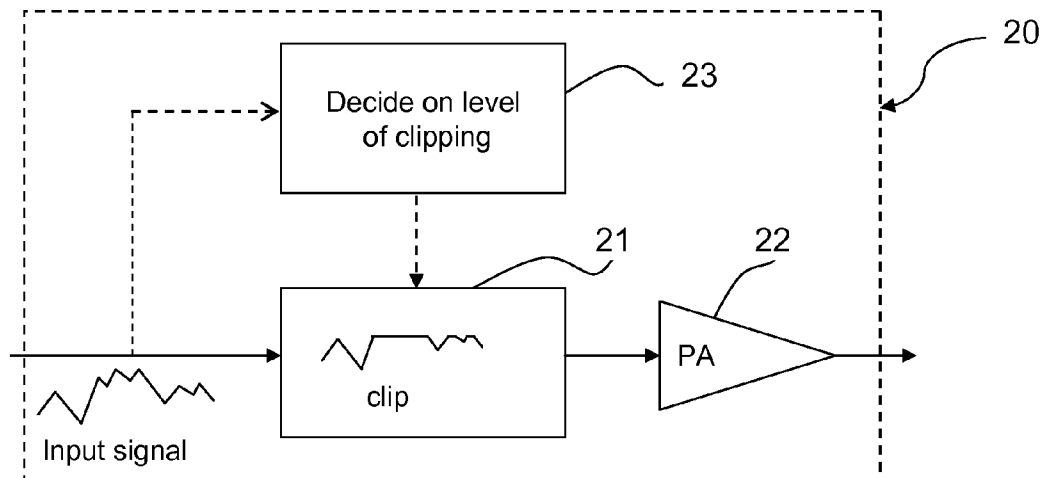 20
23
Decide on level
of clipping
21
22
clip
PA
Input signal